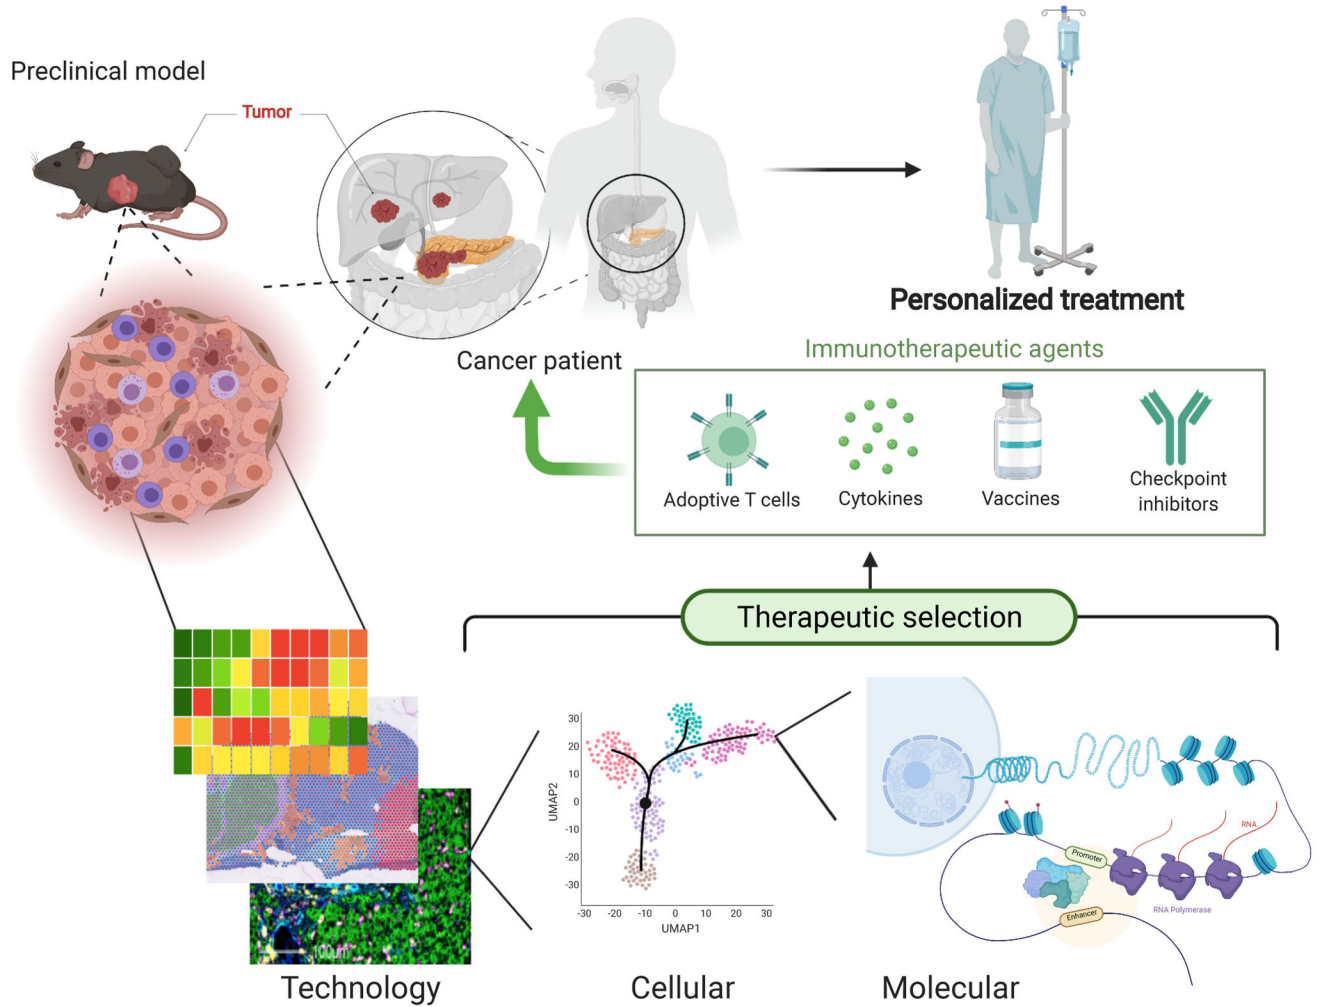 Preclinical model
Tumor
Personalized treatment
Cancer patient
Immunotherapeutic agents
Adoptive T cells
Cytokines
Vaccines
Checkpoint
inhibitors
Therapeutic selection
UMAP2
30
20
10
0
-10
-20
-30
-30 -20 -10 0 10 20 30
UMAP1
RNA
Promoter
RNA Polymerase
Enhancer
100µm
Technology
Cellular
Molecular